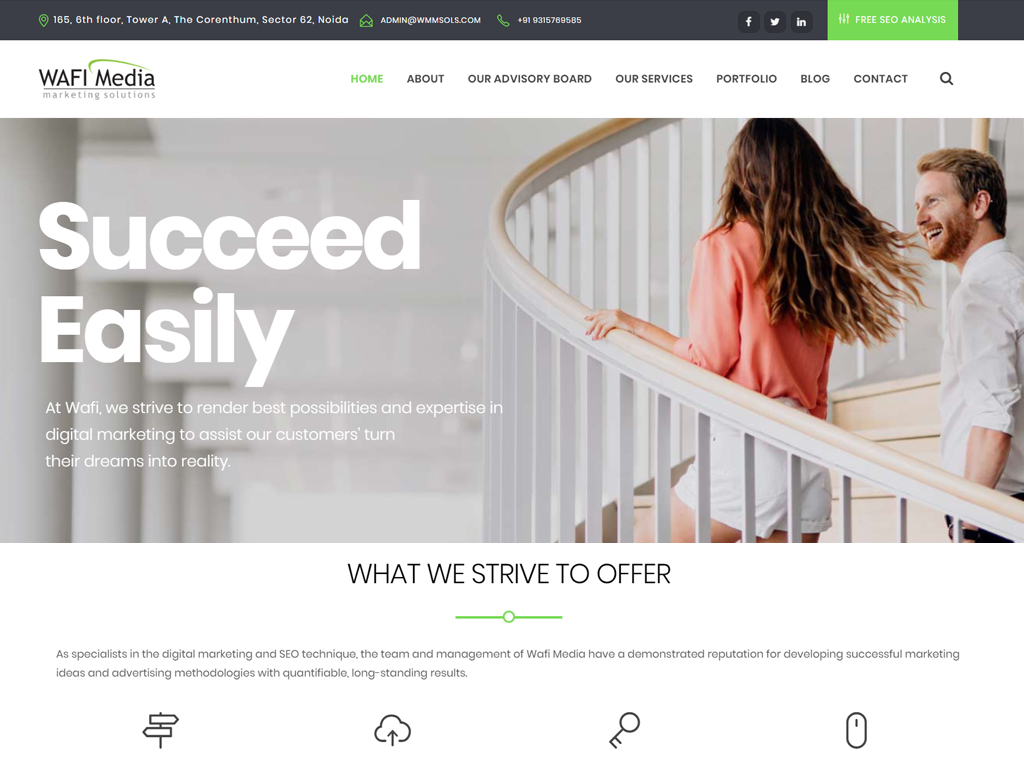 165, 6th floor, Tower A, The Corenthum, Sector 62, Noida ADMIN@WMMSOLS.COM +91 9315769585 FREE SEO ANALYSIS
WAFI Media
marketing solutions
HOME ABOUT OUR ADVISORY BOARD OUR SERVICES PORTFOLIO BLOG CONTACT
Succeed
Easily
At Wafi, we strive to render best possibilities and expertise in
digital marketing to assist our customers' turn
their dreams into reality.
WHAT WE STRIVE TO OFFER
As specialists in the digital marketing and SEO technique, the team and management of Wafi Media have a demonstrated reputation for developing successful marketing
ideas and advertising methodologies with quantifiable, long-standing results.